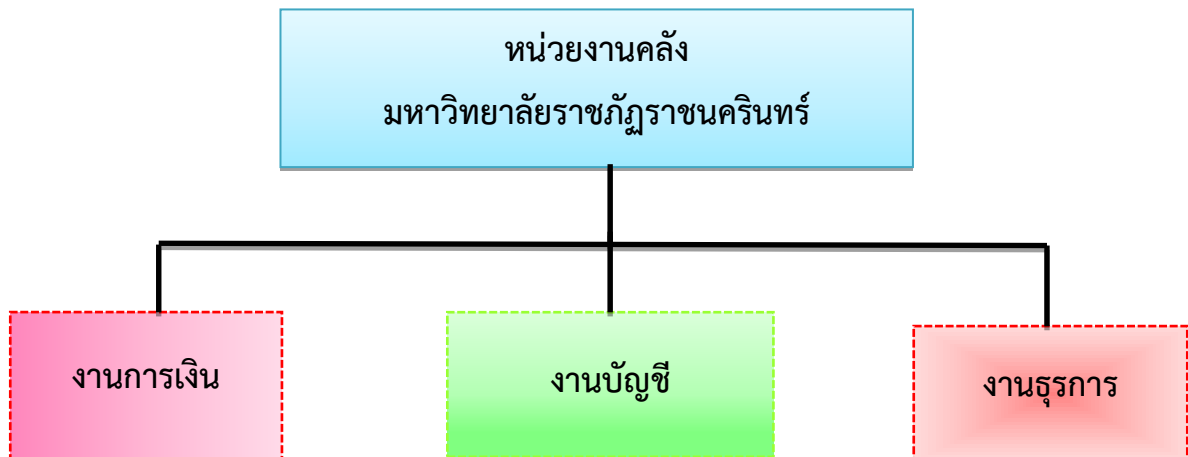 หน่วยงานคลัง
มหาวิทยาลัยราชภัฏราชนครินทร์
งานการเงิน
งานบัญชี
งานธุรการ